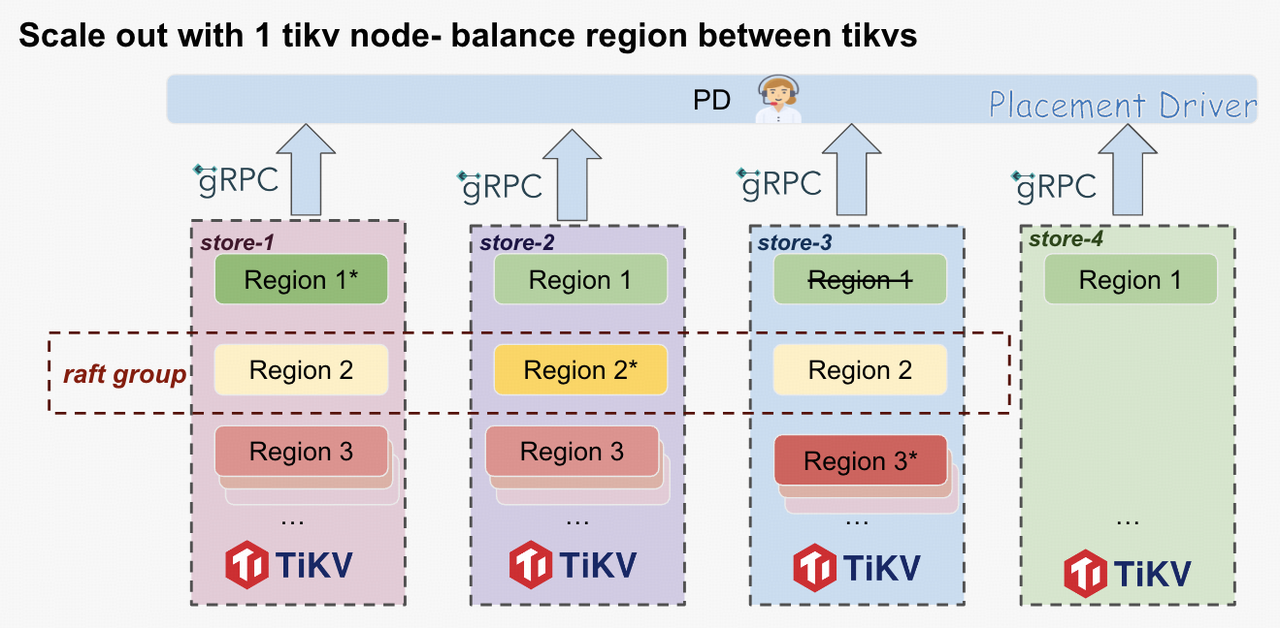 Scale out with 1 tikv node- balance region between tikvs
PD
Placement Driver
gRPC
gRPC
gRPC
gRPC
store-1
store-2
store-3
store-4
Region 1*
Region 1
Region 1
Region 1
raft group
Region 2
Region 2*
Region 2
Region 3
Region 3
Region 3*
...
...
...
...
TiKV
TiKV
TiKV
TiKV